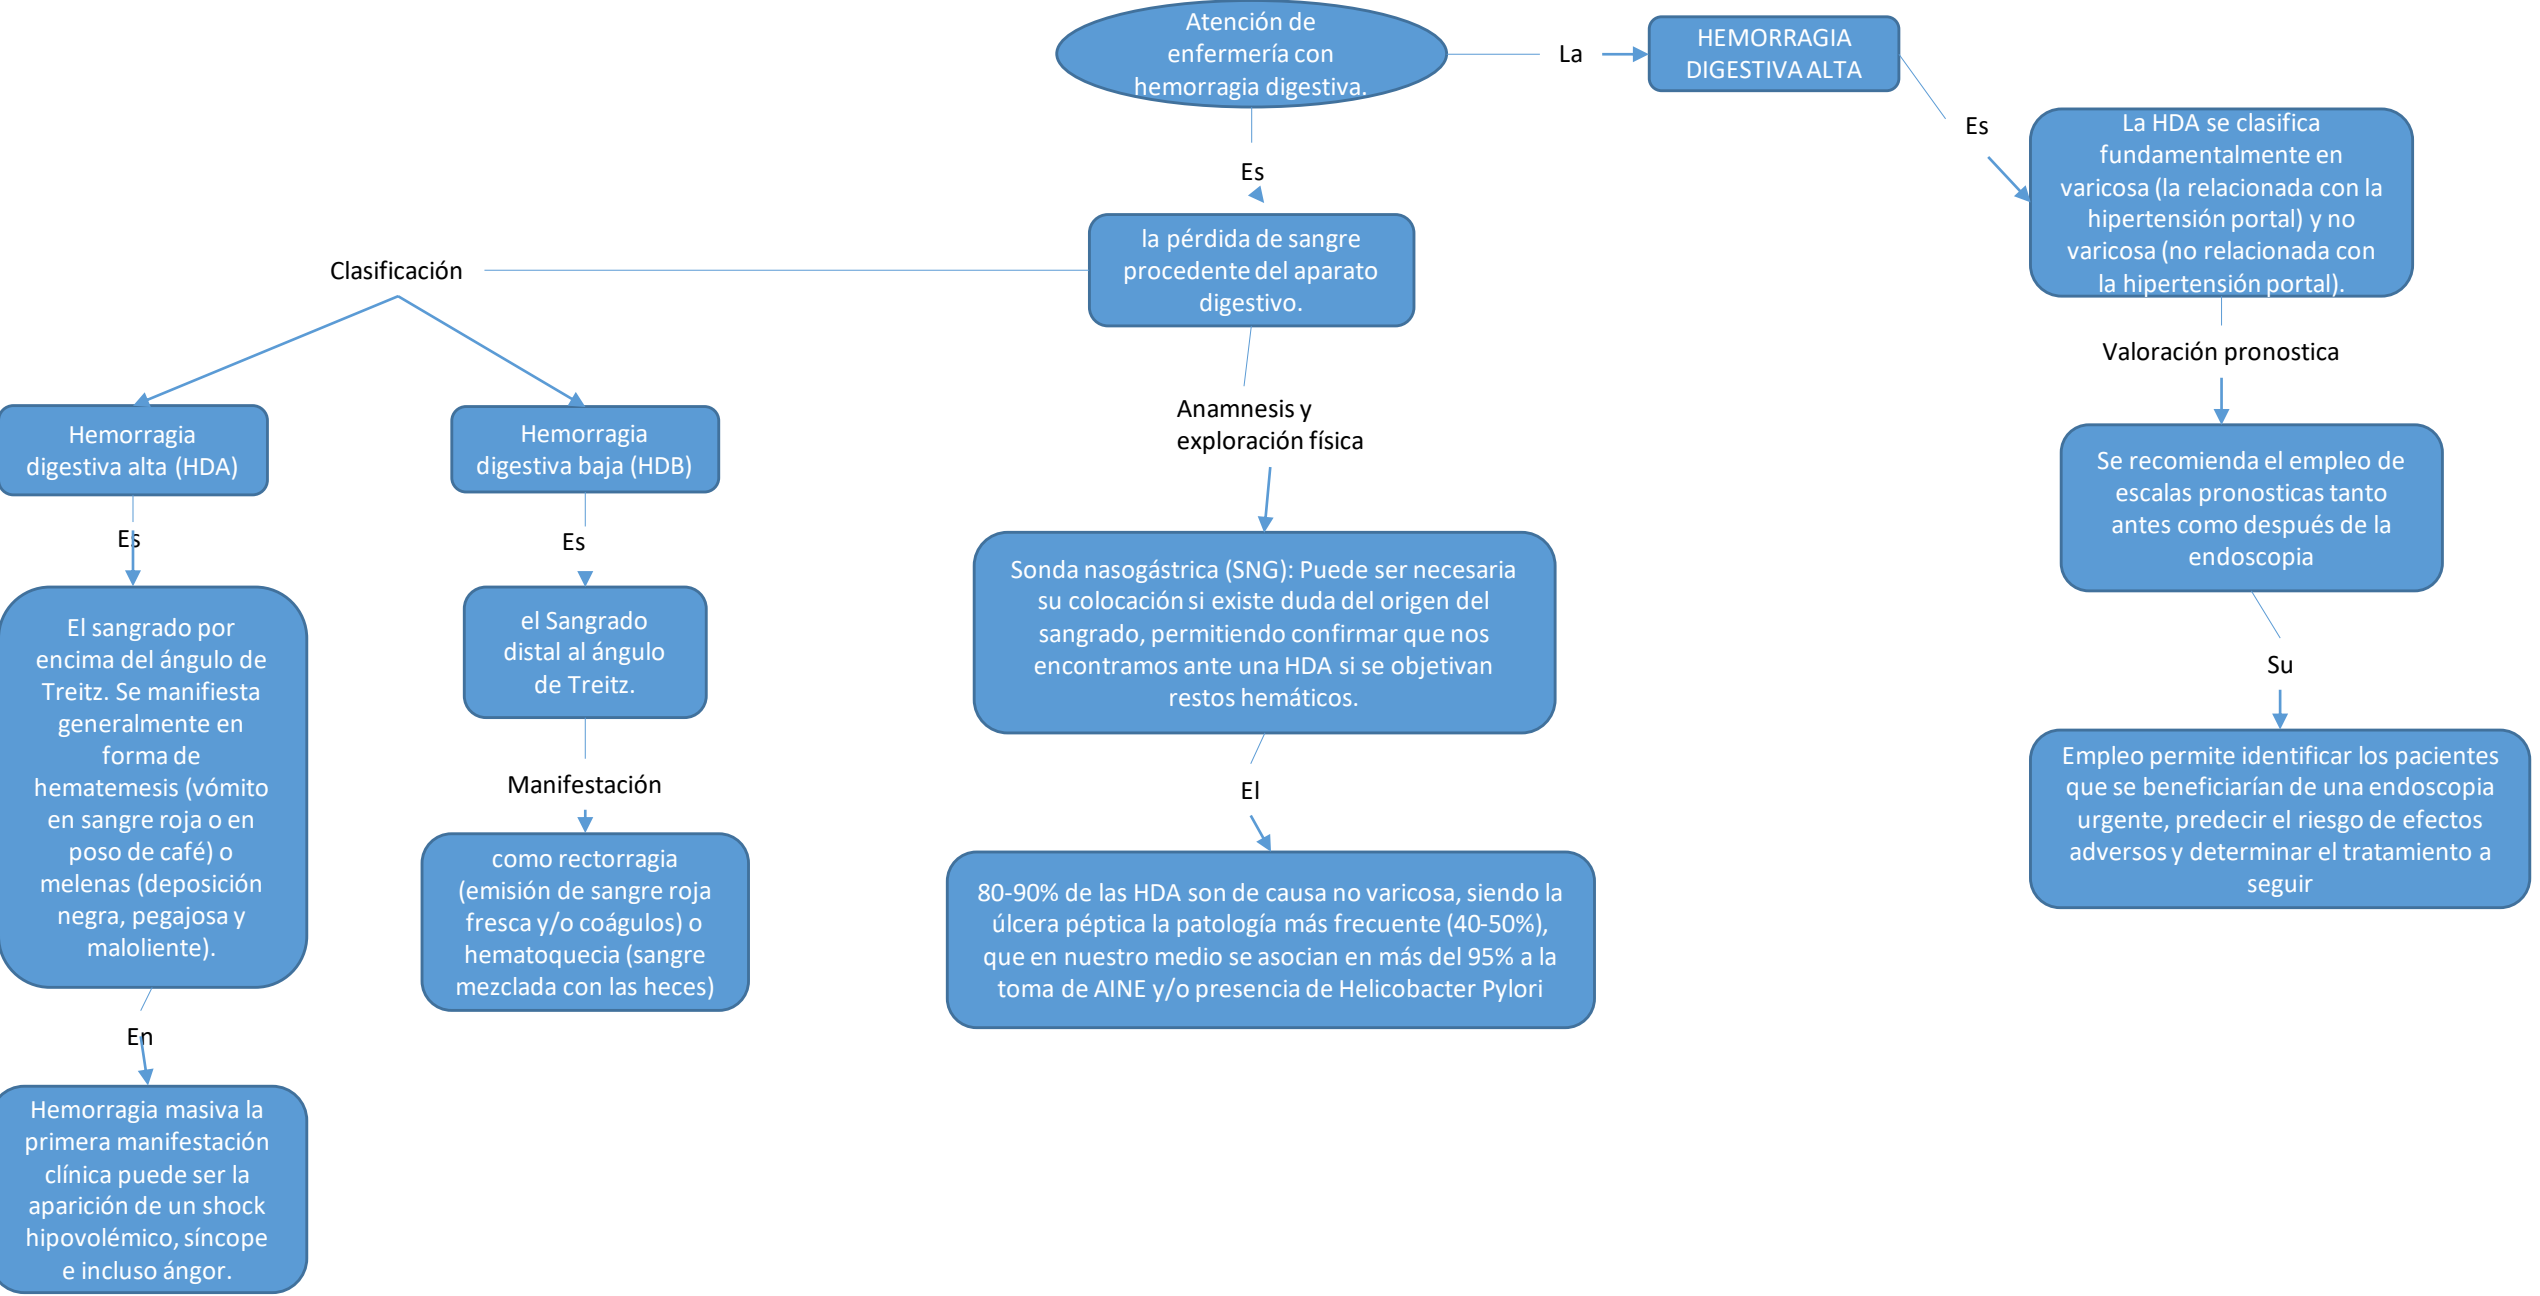 Atención de
enfermería con
hemorragia digestiva.
La
HEMORRAGIA
DIGESTIVA ALTA
Es
La HDA se clasifica
fundamentalmente en
varicosa (la relacionada con la
hipertensión portal) y no
varicosa (no relacionada con
la hipertensión portal).
Valoración pronostica
Se recomienda el empleo de
escalas pronosticas tanto
antes como después de la
endoscopia
Su
Empleo permite identificar los pacientes
que se beneficiarían de una endoscopia
urgente, predecir el riesgo de efectos
adversos y determinar el tratamiento a
seguir
Es
la pérdida de sangre
procedente del aparato
digestivo.
Clasificación
Hemorragia
digestiva alta (HDA)
Es
El sangrado por
encima del ángulo de
Treitz. Se manifiesta
generalmente en
forma de
hematemesis (vómito
en sangre roja o en
poso de café) o
melenas (deposición
negra, pegajosa y
maloliente).
En
Hemorragia masiva la
primera manifestación
clínica puede ser la
aparición de un shock
hipovolémico, síncope
e incluso ángor.
Hemorragia
digestiva baja (HDB)
Es
el Sangrado
distal al ángulo
de Treitz.
Manifestación
como rectorragia
(emisión de sangre roja
fresca y/o coágulos) o
hematoquecia (sangre
mezclada con las heces)
Anamnesis y
exploración física
Sonda nasogástrica (SNG): Puede ser necesaria
su colocación si existe duda del origen del
sangrado, permitiendo confirmar que nos
encontramos ante una HDA si se objetivan
restos hemáticos.
El
80-90% de las HDA son de causa no varicosa, siendo la
úlcera péptica la patología más frecuente (40-50%),
que en nuestro medio se asocian en más del 95% a la
toma de AINE y/o presencia de Helicobacter Pylori